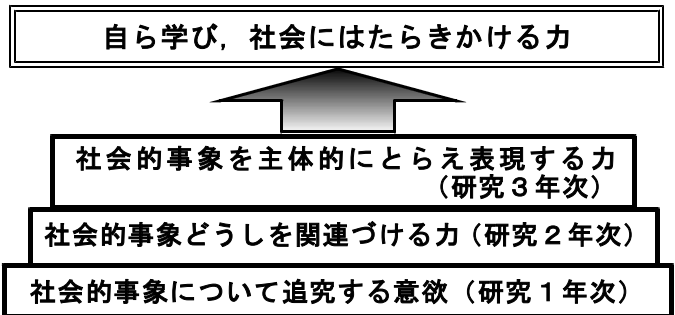 自ら学び，社会にはたらきかける力
社会的事象を主体的にとらえ表現する力
（研究３年次）
社会的事象どうしを関連づける力（研究２年次）
社会的事象について追究する意欲（研究１年次）